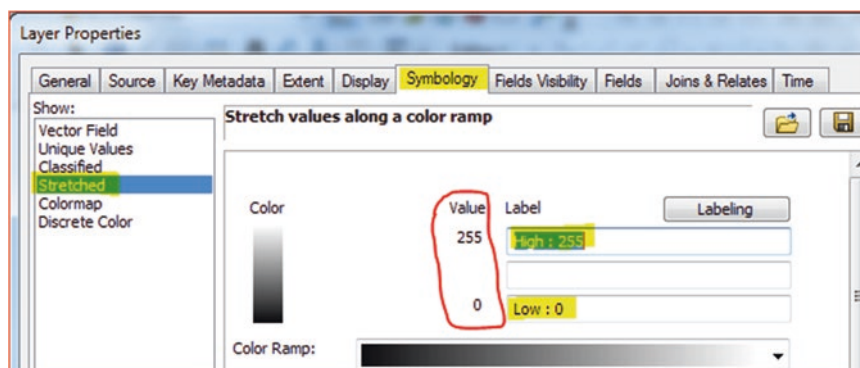 Layer Properties
General Source Key Metadata Extent Display Symbology Fields Visibility Fields Joins & Relates Time
Show:
Vector Field
Unique Values
Classified
Stretched
Colormap
Discrete Color
Stretch values along a color ramp
Color Value Label Labeling
255 High : 255
0 Low : 0
Color Ramp: